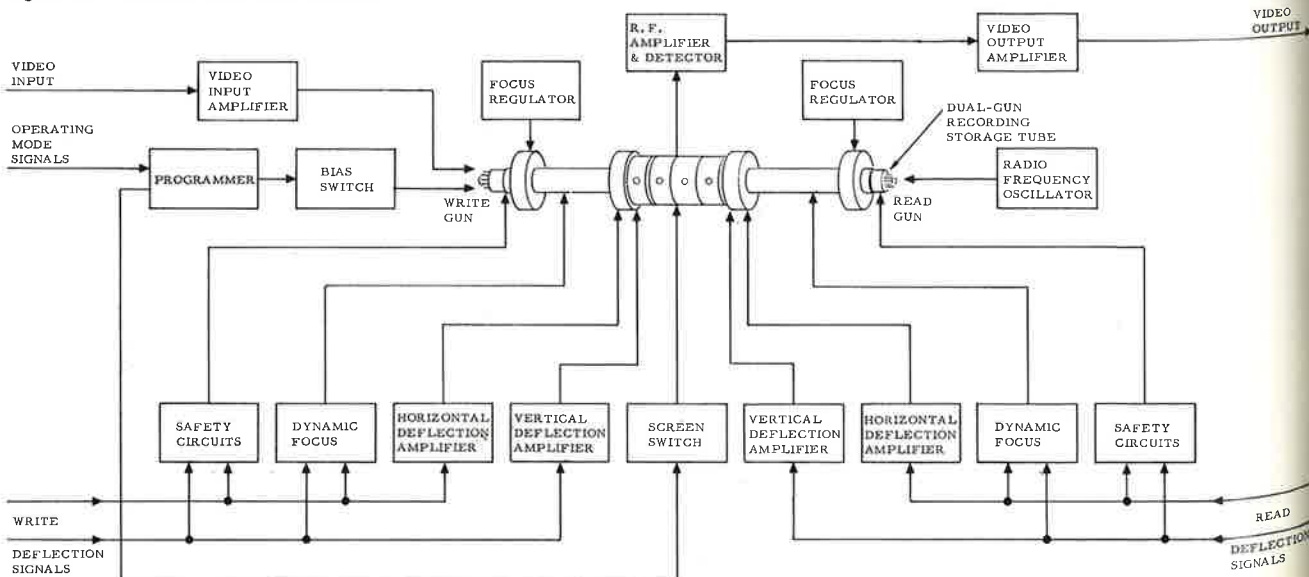 VIDEO
OUTPUT
R. F.
AMPLIFIER
& DETECTOR
VIDEO
OUTPUT
AMPLIFIER
VIDEO
INPUT
VIDEO
INPUT
AMPLIFIER
FOCUS
REGULATOR
FOCUS
REGULATOR
DUAL-GUN
RECORDING
STORAGE TUBE
OPERATING
MODE
SIGNALS
PROGRAMMER
BIAS
SWITCH
WRITE
GUN
READ
GUN
RADIO
FREQUENCY
OSCILLATOR
SAFETY
CIRCUITS
DYNAMIC
FOCUS
HORIZONTAL
DEFLECTION
AMPLIFIER
VERTICAL
DEFLECTION
AMPLIFIER
SCREEN
SWITCH
VERTICAL
DEFLECTION
AMPLIFIER
HORIZONTAL
DEFLECTION
AMPLIFIER
DYNAMIC
FOCUS
SAFETY
CIRCUITS
WRITE
DEFLECTION
SIGNALS
READ
DEFLECTION
SIGNALS